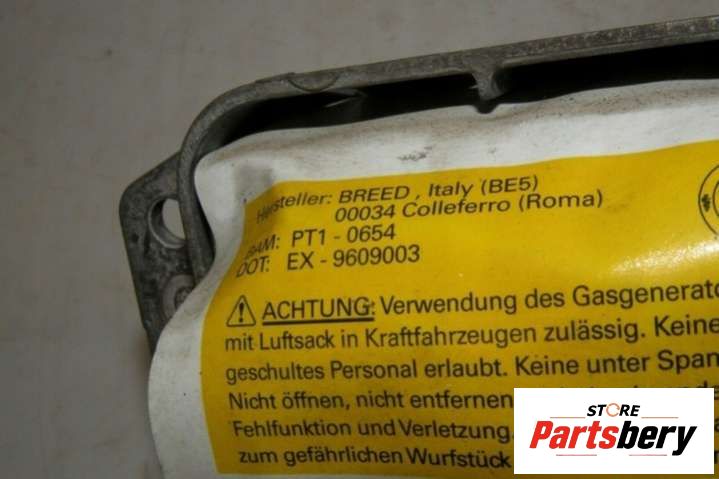 Hersteller: BREED, Italy (BE5)
00034 Colleferro (Roma)
BAM: PT1 - 0654
DOT: EX - 9609003
ACHTUNG: Verwendung des Gasgenerato
mit Luftsack in Kraftfahrzeugen zulässig. Keine
geschultes Personal erlaubt. Keine unter Span
Nicht öffnen, nicht entfernen
Fehlfunktion und Verletzung.
zum gefährlichen Wurfstück
STORE
Partsbery